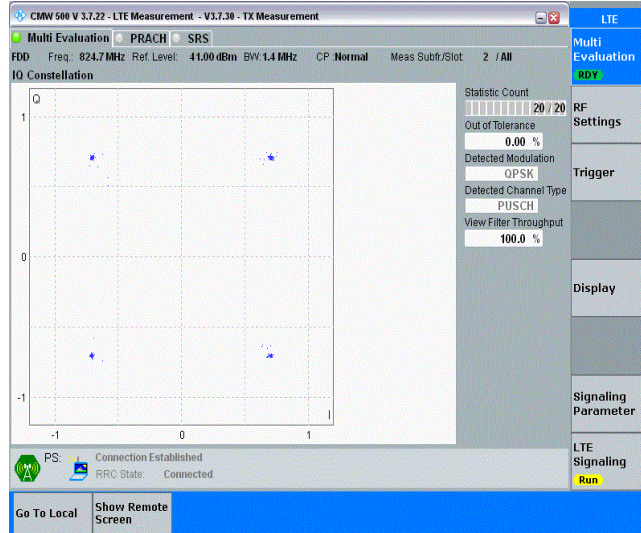 CMW 500 V 3.7.22 - LTE Measurement - V3.7.30 - TX Measurement
LTE
Multi Evaluation PRACH SRS
Multi
Evaluation
RDY
FDD Freq.: 824.7 MHz Ref. Level: 41.00 dBm BW: 1.4 MHz CP :Normal Meas Subfr/Slot: 2 / All
IQ Constellation
Q
1
0
-1
I
-1 0 1
Statistic Count
20 / 20
Out of Tolerance
0.00 %
Detected Modulation
QPSK
Detected Channel Type
PUSCH
View Filter Throughput
100.0 %
RF
Settings
Trigger
Display
Signaling
Parameter
LTE
Signaling
Run
PS: Connection Established
RRC State: Connected
Go To Local
Show Remote
Screen